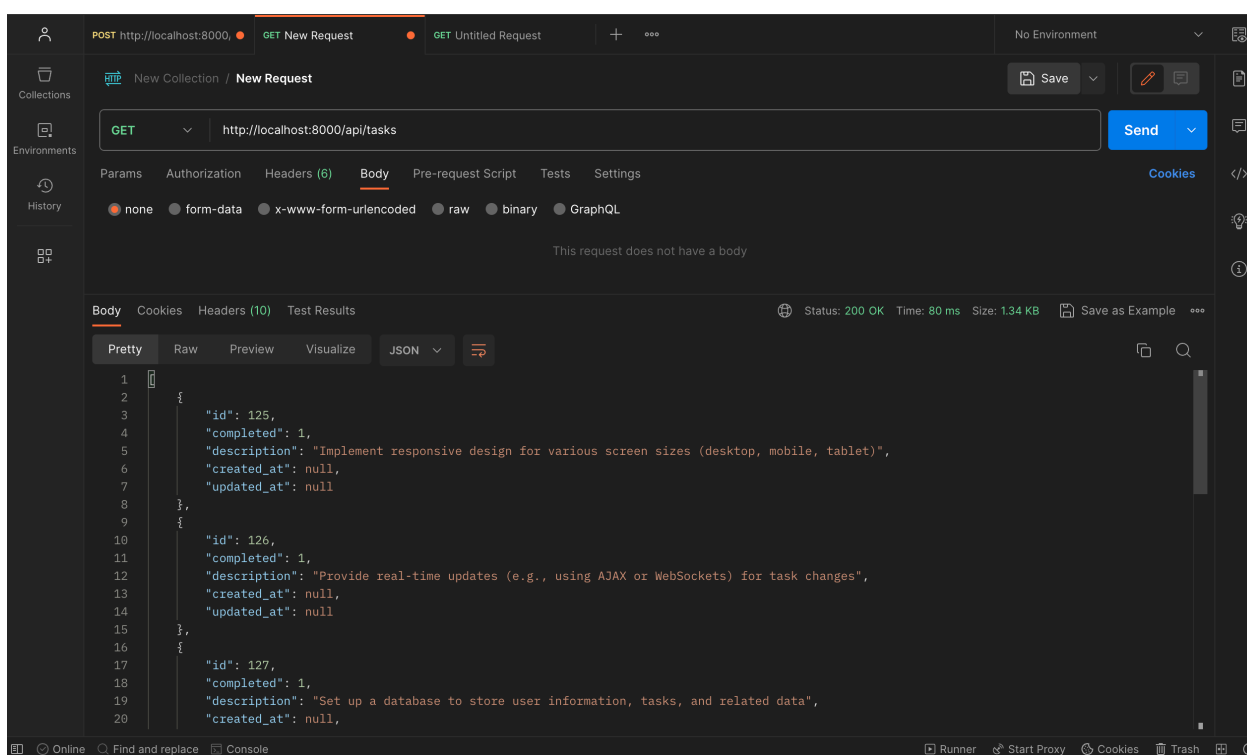 POST http://localhost:8000,
GET New Request
GET Untitled Request
No Environment
Collections
Environments
History
HTTP New Collection / New Request
Save
GET http://localhost:8000/api/tasks
Send
Params Authorization Headers (6) Body Pre-request Script Tests Settings
Cookies
none form-data x-www-form-urlencoded raw binary GraphQL
This request does not have a body
Body Cookies Headers (10) Test Results
Status: 200 OK Time: 80 ms Size: 1.34 KB Save as Example
Pretty Raw Preview Visualize JSON
1 [
2 {
3 "id": 125,
4 "completed": 1,
5 "description": "Implement responsive design for various screen sizes (desktop, mobile, tablet)",
6 "created_at": null,
7 "updated_at": null
8 },
9 {
10 "id": 126,
11 "completed": 1,
12 "description": "Provide real-time updates (e.g., using AJAX or WebSockets) for task changes",
13 "created_at": null,
14 "updated_at": null
15 },
16 {
17 "id": 127,
18 "completed": 1,
19 "description": "Set up a database to store user information, tasks, and related data",
20 "created_at": null,
Online Find and replace Console
Runner Start Proxy Cookies Trash